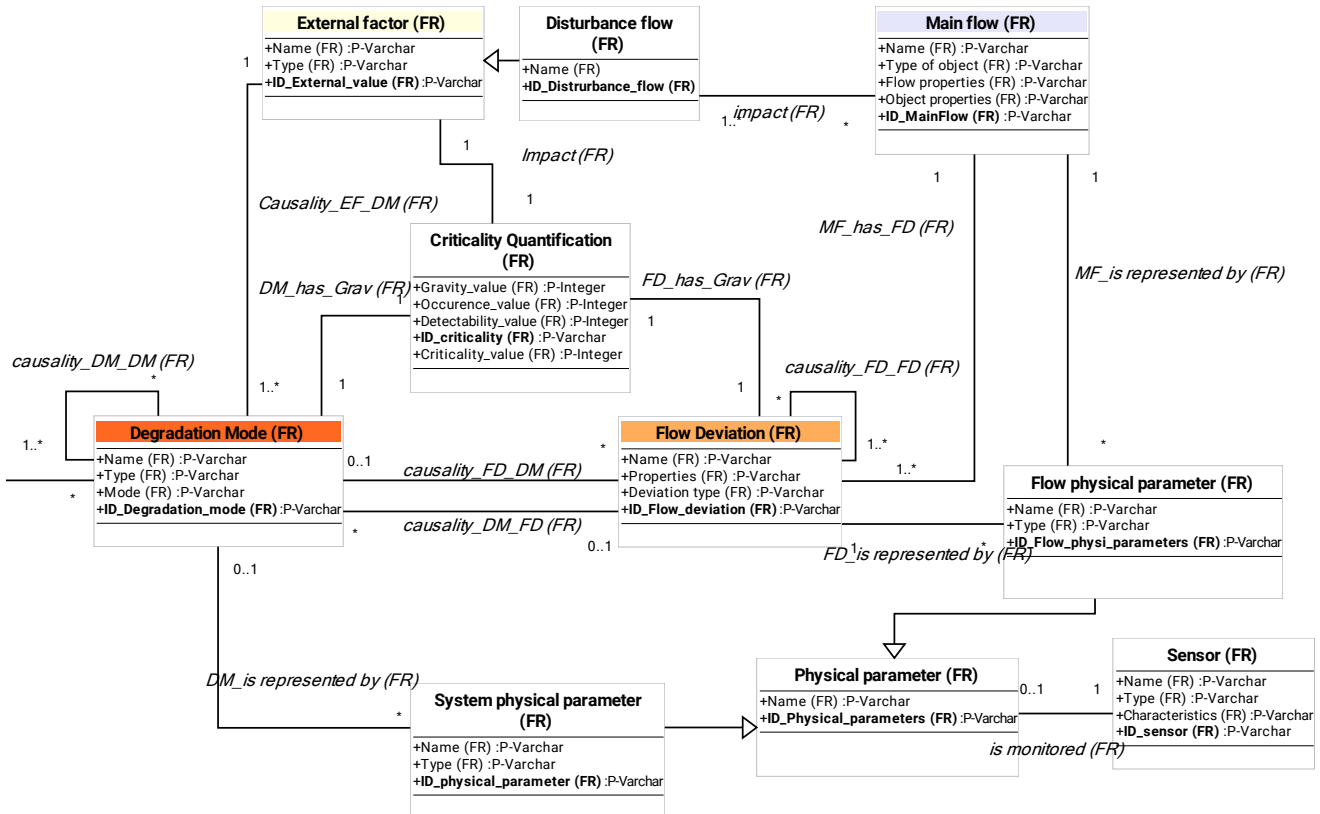 External factor (FR)
+Name (FR) :P-Varchar
+Type (FR) :P-Varchar
+ID_External_value (FR) :P-Varchar
Disturbance flow
(FR)
+Name (FR)
+ID_Distrurbance_flow (FR)
Main flow (FR)
+Name (FR) :P-Varchar
+Type of object (FR) :P-Varchar
+Flow properties (FR) :P-Varchar
+Object properties (FR) :P-Varchar
+ID_MainFlow (FR) :P-Varchar
1
1..*
impact (FR)
*
1
Impact (FR)
1
1
1
Causality_EF_DM (FR)
MF_has_FD (FR)
MF_is represented by (FR)
Criticality Quantification
(FR)
+Gravity_value (FR) :P-Integer
+Occurence_value (FR) :P-Integer
+Detectability_value (FR) :P-Integer
+ID_criticality (FR) :P-Varchar
+Criticality_value (FR) :P-Integer
DM_has_Grav (FR)
1
FD_has_Grav (FR)
1
causality_DM_DM (FR)
*
1..*
1..*
1
1
causality_FD_FD (FR)
*
1..*
*
Degradation Mode (FR)
+Name (FR) :P-Varchar
+Type (FR) :P-Varchar
+Mode (FR) :P-Varchar
+ID_Degradation_mode (FR) :P-Varchar
*
0..1
causality_FD_DM (FR)
*
*
causality_DM_FD (FR)
0..1
Flow Deviation (FR)
+Name (FR) :P-Varchar
+Properties (FR) :P-Varchar
+Deviation type (FR) :P-Varchar
+ID_Flow_deviation (FR) :P-Varchar
1..*
Flow physical parameter (FR)
+Name (FR) :P-Varchar
+Type (FR) :P-Varchar
+ID_Flow_physi_parameters (FR) :P-Varchar
1
*
FD_is represented by (FR)
0..1
DM_is represented by (FR)
*
System physical parameter
(FR)
+Name (FR) :P-Varchar
+Type (FR) :P-Varchar
+ID_physical_parameter (FR) :P-Varchar
Physical parameter (FR)
+Name (FR) :P-Varchar
+ID_Physical_parameters (FR) :P-Varchar
0..1
1
is monitored (FR)
Sensor (FR)
+Name (FR) :P-Varchar
+Type (FR) :P-Varchar
+Characteristics (FR) :P-Varchar
+ID_sensor (FR) :P-Varchar